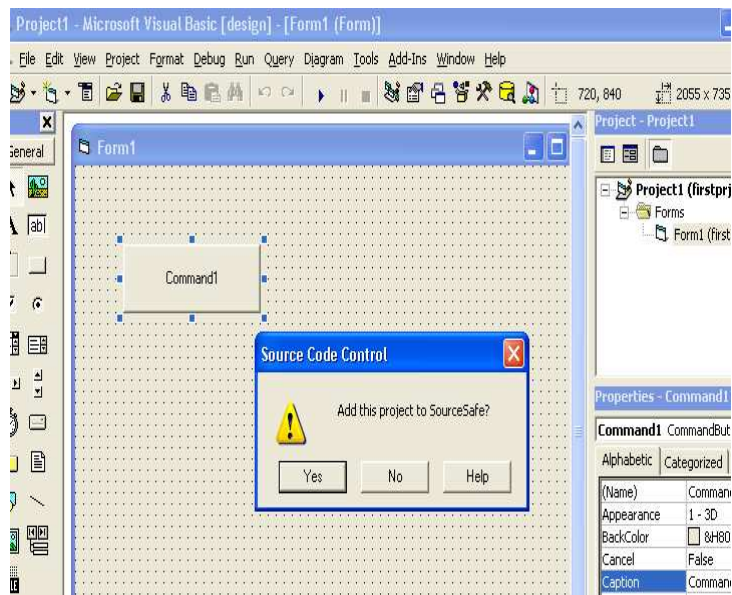 Project1 - Microsoft Visual Basic [design] - [Form1 (Form)]
File Edit View Project Format Debug Run Query Diagram Tools Add-Ins Window Help
720, 840 2055 x 735
General
Form1
Command1
Source Code Control
Add this project to SourceSafe?
Yes No Help
Project - Project1
Project1 (firstprj
Forms
Form1 (first
Properties - Command1
Command1 CommandBut
Alphabetic Categorized
(Name) Comman
Appearance 1 - 3D
BackColor &H80
Cancel False
Caption Comman